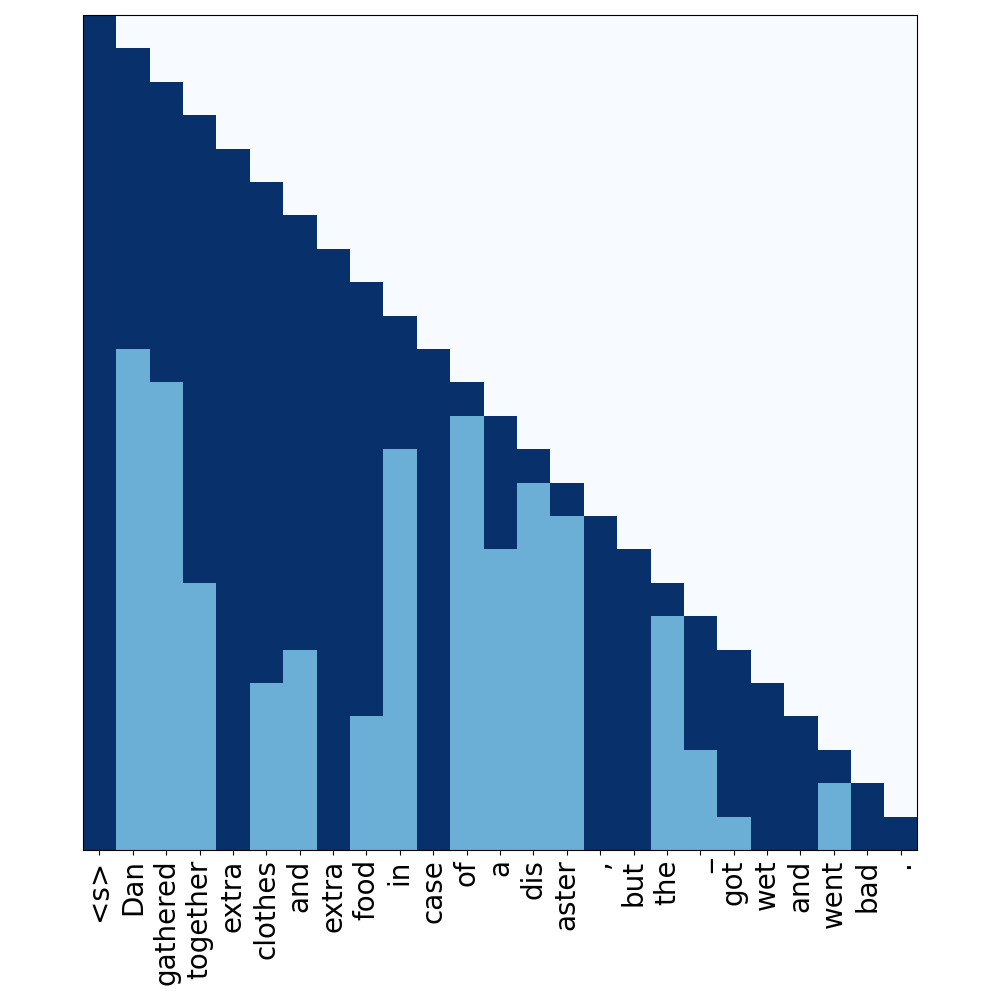 <s> Dan gathered together extra clothes and extra food in case of a dis aster , but the _ got wet and went bad .